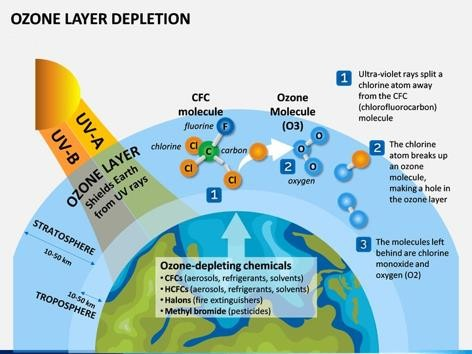 OZONE LAYER DEPLETION
CFC
molecule
Ozone
Molecule
(O3)
fluorine
F
chlorine
Cl
C
carbon
Cl
Cl
O
O
O
oxygen
1
2
1
Ultra-violet rays split a
chlorine atom away
from the CFC
(chlorofluorocarbon)
molecule
2
The chlorine
atom breaks up
an ozone
molecule,
making a hole in
the ozone layer
3
The molecules left
behind are chlorine
monoxide and
oxygen (O2)
UV-A
UV-B
OZONE LAYER
Shields Earth
from UV rays
STRATOSPHERE
10-50 km
10-50 km
TROPOSPHERE
Ozone-depleting chemicals
• CFCs (aerosols, refrigerants, solvents)
• HCFCs (aerosols, refrigerants, solvents)
• Halons (fire extinguishers)
• Methyl bromide (pesticides)